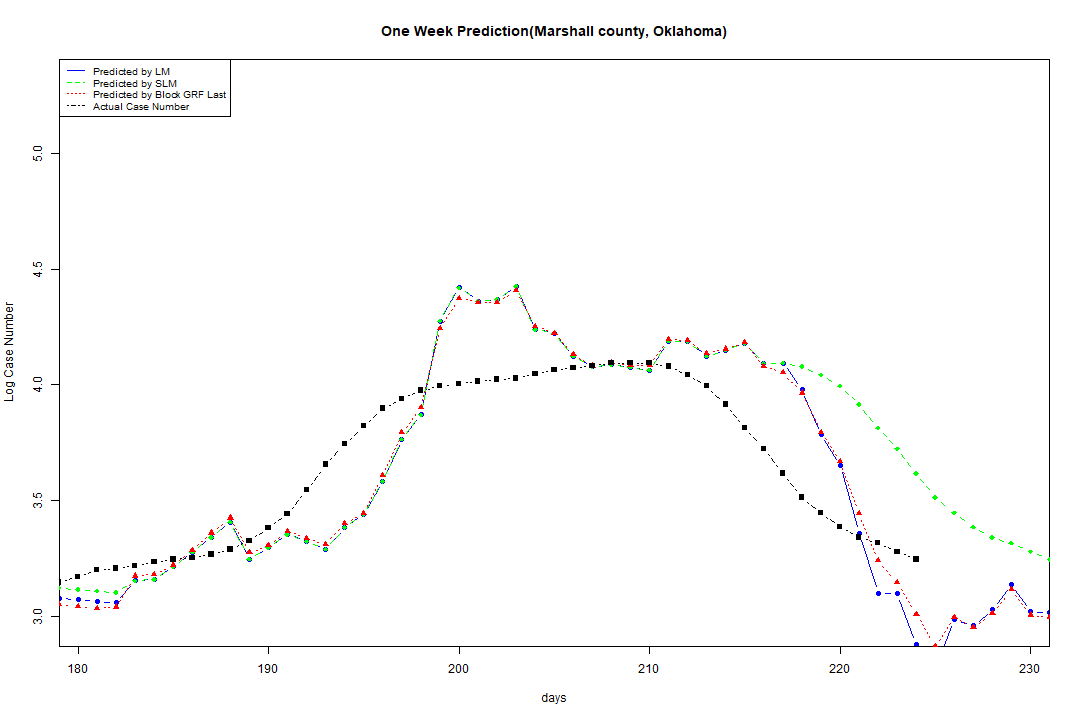 One Week Prediction(Marshall county, Oklahoma)
Predicted by LM
Predicted by SLM
Predicted by Block GRF Last
Actual Case Number
5.0
4.5
4.0
3.5
3.0
Log Case Number
180 190 200 210 220 230
days